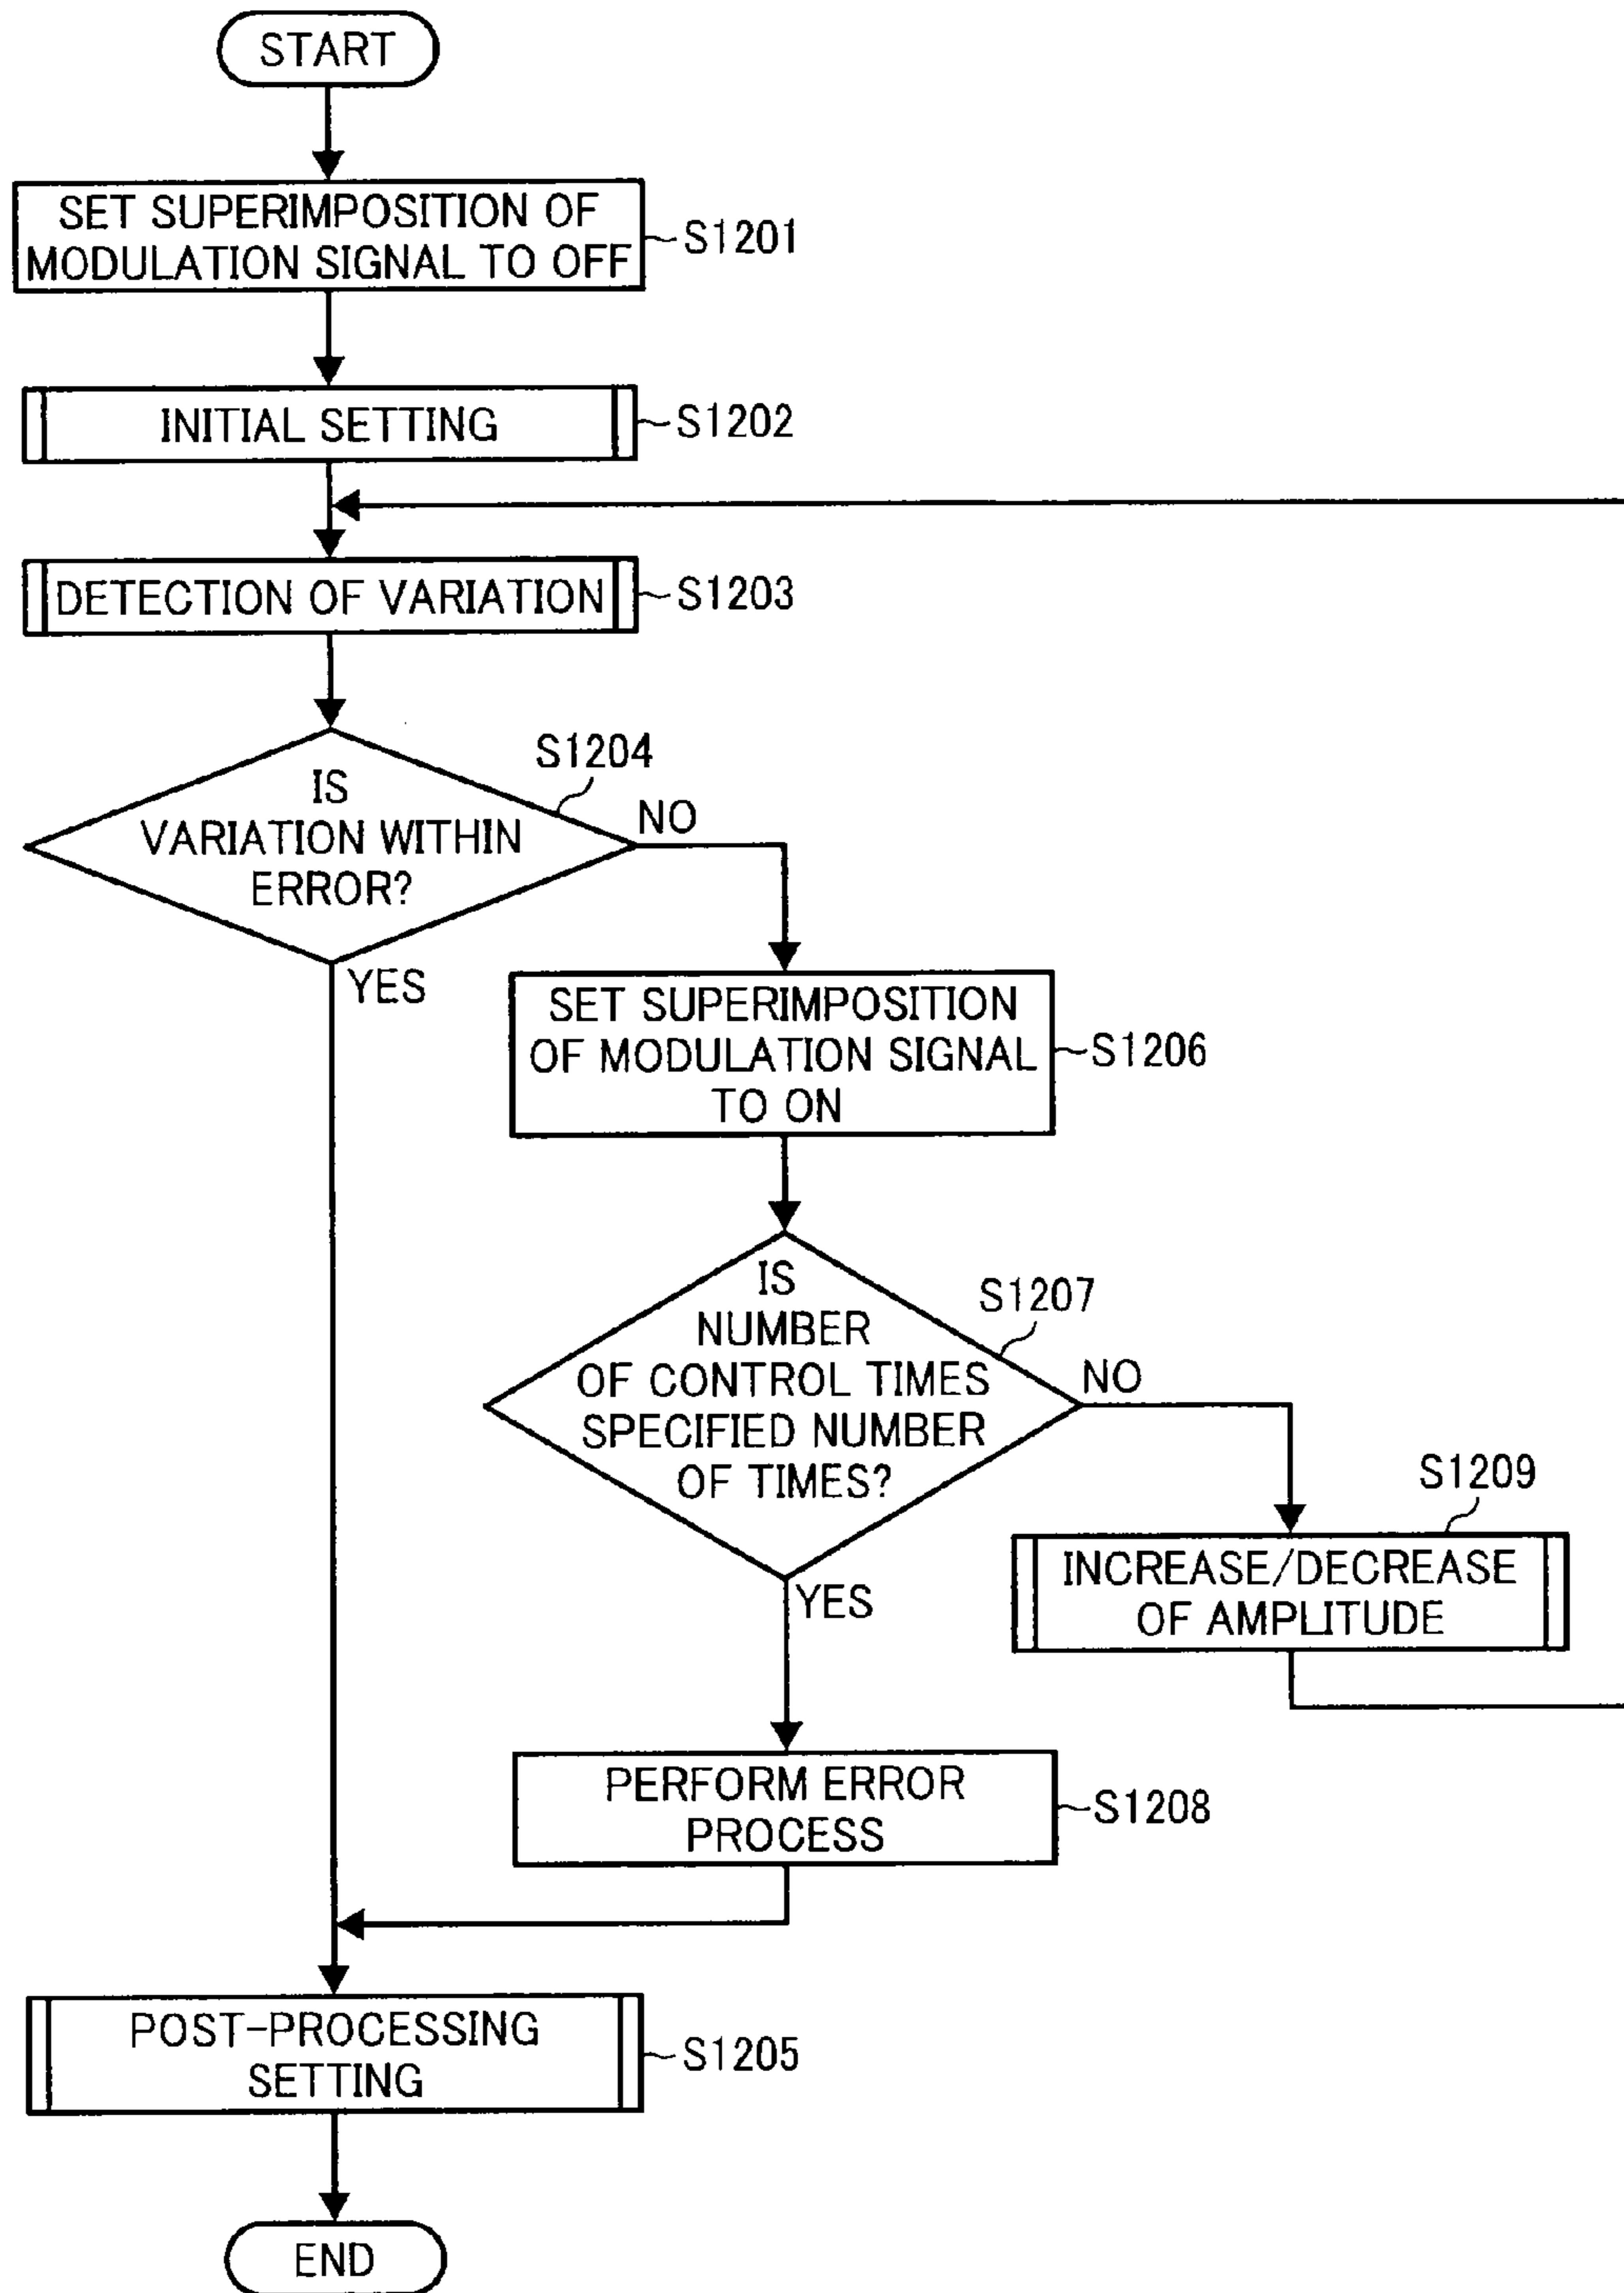 START
SET SUPERIMPOSITION OF
MODULATION SIGNAL TO OFF
S1201
INITIAL SETTING
S1202
DETECTION OF VARIATION
S1203
S1204
IS
VARIATION WITHIN
ERROR?
NO
YES
SET SUPERIMPOSITION
OF MODULATION SIGNAL
TO ON
S1206
IS
NUMBER
OF CONTROL TIMES
SPECIFIED NUMBER
OF TIMES?
S1207
NO
YES
S1209
INCREASE/DECREASE
OF AMPLITUDE
PERFORM ERROR
PROCESS
S1208
POST-PROCESSING
SETTING
S1205
END